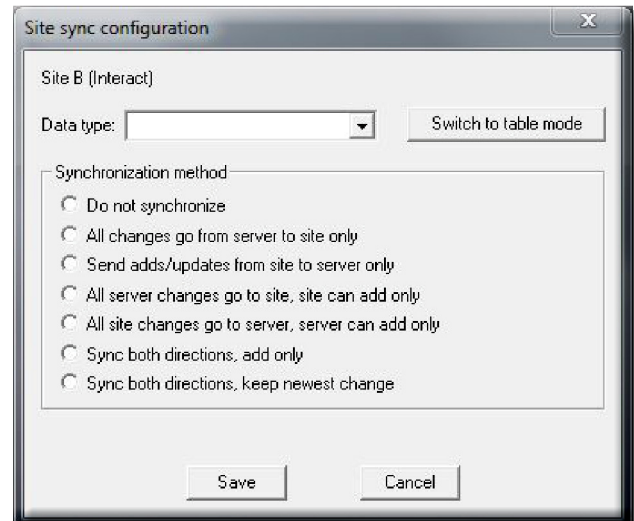 Site sync configuration
X
Site B (Interact)
Data type:
Switch to table mode
Synchronization method
Do not synchronize
All changes go from server to site only
Send adds/updates from site to server only
All server changes go to site, site can add only
All site changes go to server, server can add only
Sync both directions, add only
Sync both directions, keep newest change
Save
Cancel